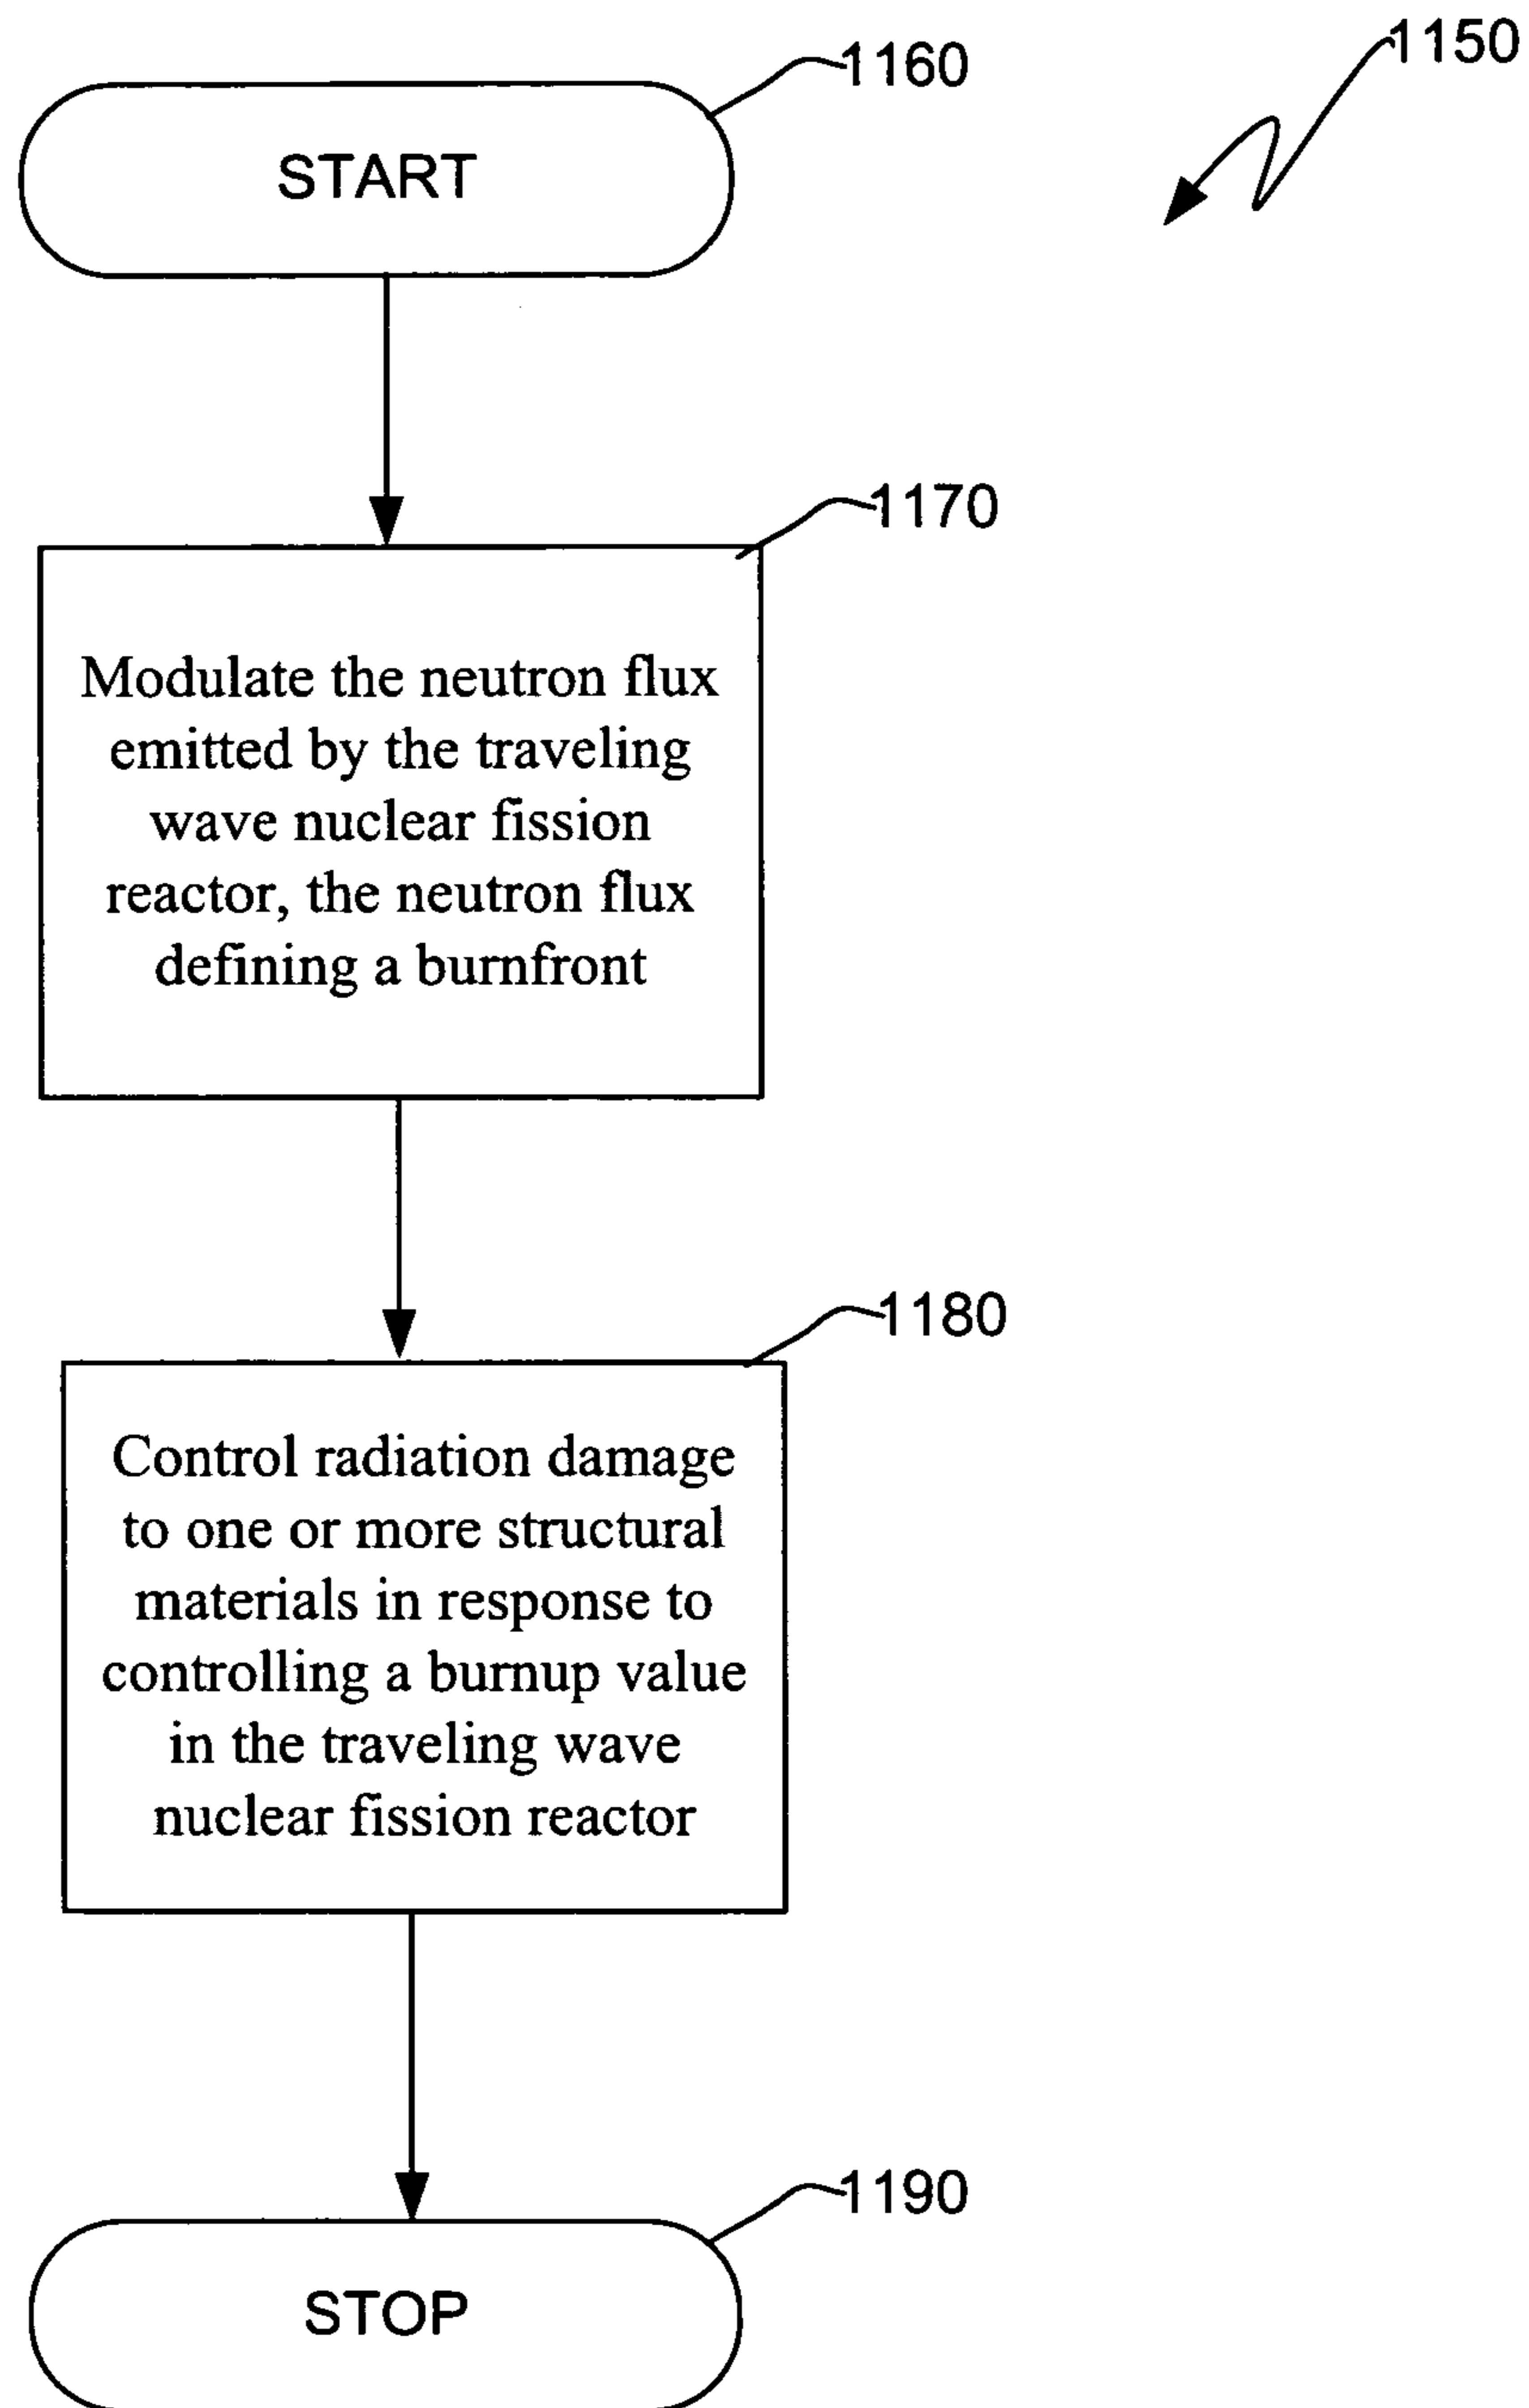 1150
1160
START
1170
Modulate the neutron flux
emitted by the traveling
wave nuclear fission
reactor, the neutron flux
defining a burnfront
1180
Control radiation damage
to one or more structural
materials in response to
controlling a burnup value
in the traveling wave
nuclear fission reactor
1190
STOP